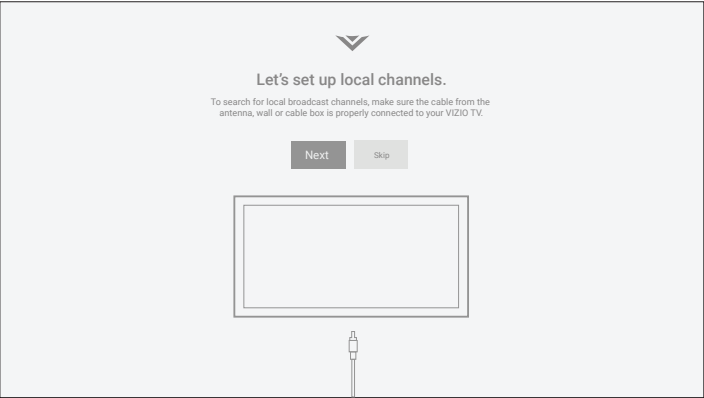 Let's set up local channels.
To search for local broadcast channels, make sure the cable from the
antenna, wall or cable box is properly connected to your VIZIO TV.
Next
Skip